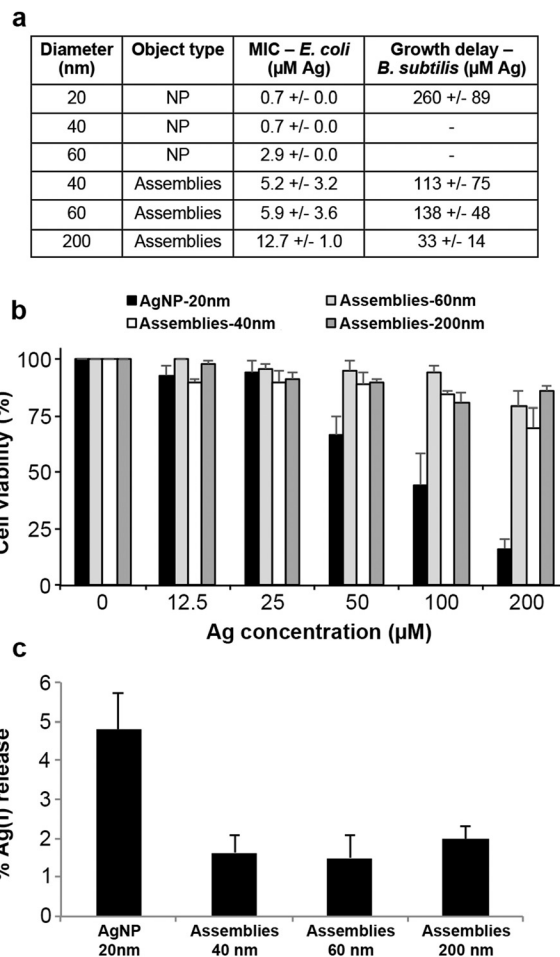 a
Diameter (nm) Object type MIC – E. coli (µM Ag) Growth delay – B. subtilis (µM Ag)
20 NP 0.7 +/- 0.0 260 +/- 89
40 NP 0.7 +/- 0.0 -
60 NP 2.9 +/- 0.0 -
40 Assemblies 5.2 +/- 3.2 113 +/- 75
60 Assemblies 5.9 +/- 3.6 138 +/- 48
200 Assemblies 12.7 +/- 1.0 33 +/- 14
b
AgNP-20nm Assemblies-60nm
Assemblies-40nm Assemblies-200nm
Cell viability (%)
100
75
50
25
0
0 12.5 25 50 100 200
Ag concentration (µM)
c
% Ag(I) release
6
5
4
3
2
1
0
AgNP Assemblies Assemblies Assemblies
20nm 40 nm 60 nm 200 nm